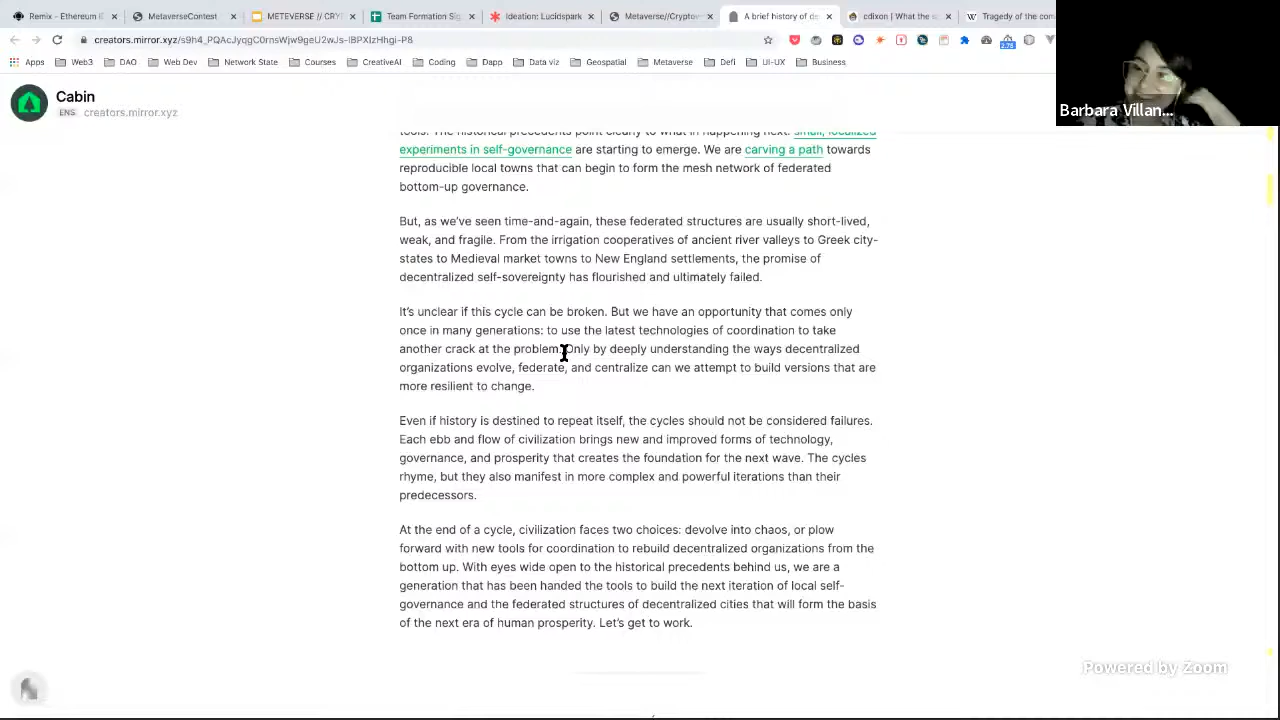 Remix - Ethereum I
MetaverseContest
METEVERSE // CRY
Team Formation Si
Ideation: Lucidspark
Metaverse//Cryptov
A brief history of de
cdixon | What the s
Tragedy of the com
creators.mirror.xyz/s9h4_PQAcJyqgC0rnsWjw9geU2wJs-lBPXIzHhgi-P8
2.75
Apps Web3 DAO Web Dev Network State Courses CreativeAI Coding Dapp Data viz Geospatial Metaverse Defi UI-UX Business
Barbara Villan...
Cabin
ENS creators.mirror.xyz
tools. The historical precedents point clearly to what in happening next: small, localized
experiments in self-governance are starting to emerge. We are carving a path towards
reproducible local towns that can begin to form the mesh network of federated
bottom-up governance.
But, as we've seen time-and-again, these federated structures are usually short-lived,
weak, and fragile. From the irrigation cooperatives of ancient river valleys to Greek city-
states to Medieval market towns to New England settlements, the promise of
decentralized self-sovereignty has flourished and ultimately failed.
It's unclear if this cycle can be broken. But we have an opportunity that comes only
once in many generations: to use the latest technologies of coordination to take
another crack at the problem. Only by deeply understanding the ways decentralized
organizations evolve, federate, and centralize can we attempt to build versions that are
more resilient to change.
Even if history is destined to repeat itself, the cycles should not be considered failures.
Each ebb and flow of civilization brings new and improved forms of technology,
governance, and prosperity that creates the foundation for the next wave. The cycles
rhyme, but they also manifest in more complex and powerful iterations than their
predecessors.
At the end of a cycle, civilization faces two choices: devolve into chaos, or plow
forward with new tools for coordination to rebuild decentralized organizations from the
bottom up. With eyes wide open to the historical precedents behind us, we are a
generation that has been handed the tools to build the next iteration of local self-
governance and the federated structures of decentralized cities that will form the basis
of the next era of human prosperity. Let's get to work.
Powered by Zoom